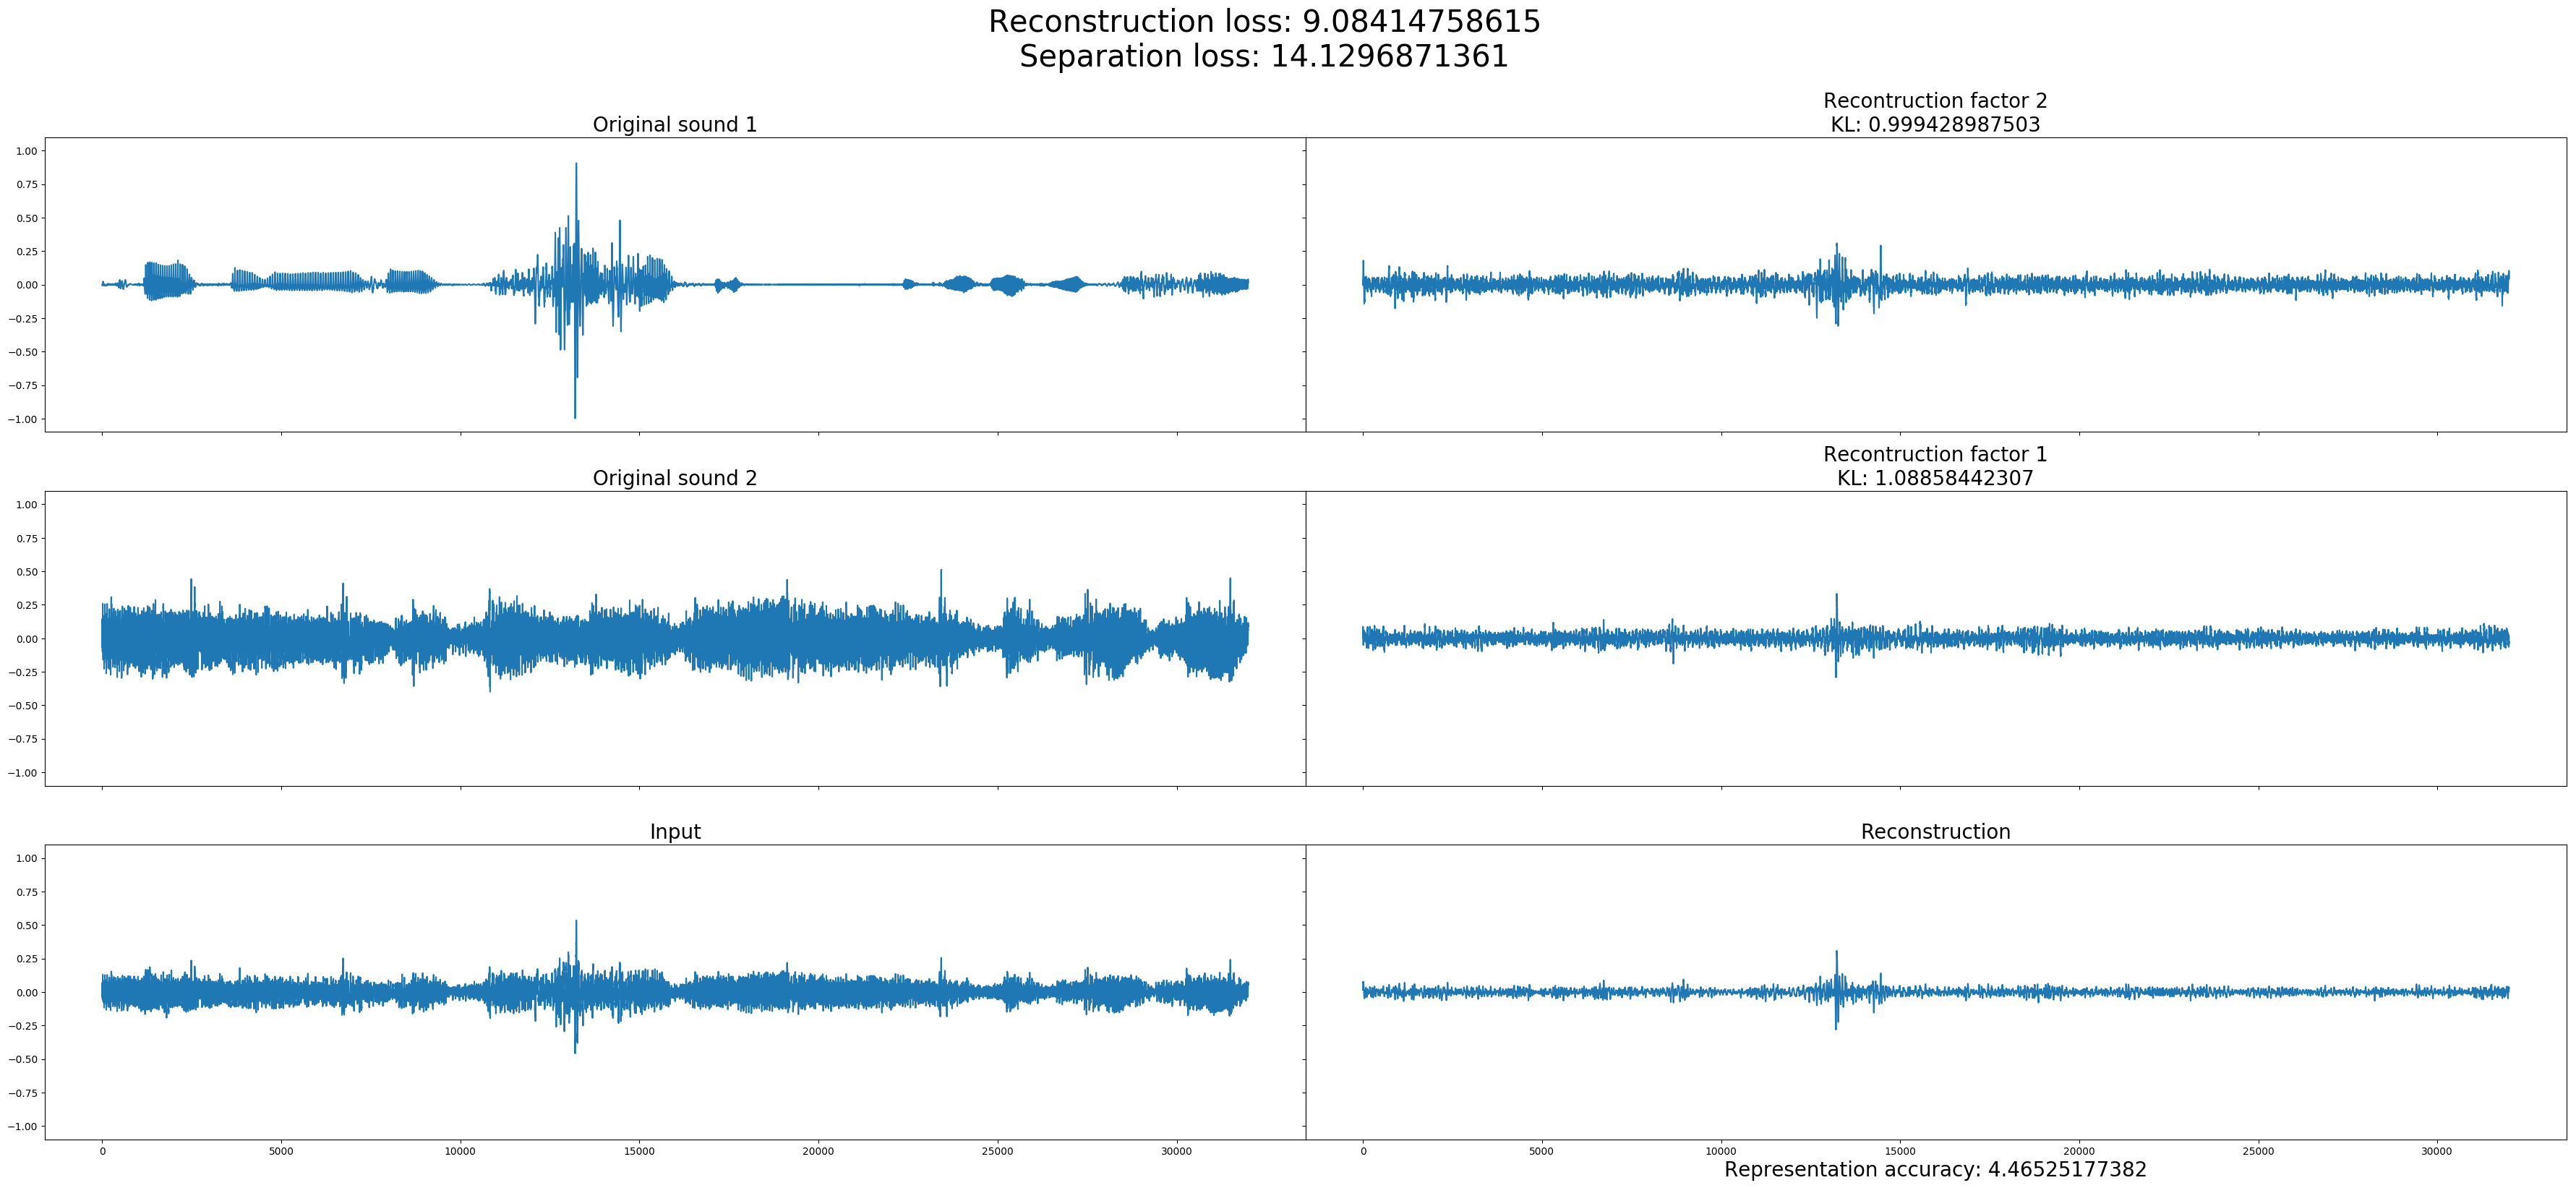 Reconstruction loss: 9.08414758615
Separation loss: 14.1296871361
Original sound 1
Recontruction factor 2
KL: 0.999428987503
1.00
0.75
0.50
0.25
0.00
−0.25
−0.50
−0.75
−1.00
Original sound 2
Recontruction factor 1
KL: 1.08858442307
1.00
0.75
0.50
0.25
0.00
−0.25
−0.50
−0.75
−1.00
Input
Reconstruction
1.00
0.75
0.50
0.25
0.00
−0.25
−0.50
−0.75
−1.00
0 5000 10000 15000 20000 25000 30000 0 5000 10000 15000 20000 25000 30000
Representation accuracy: 4.46525177382